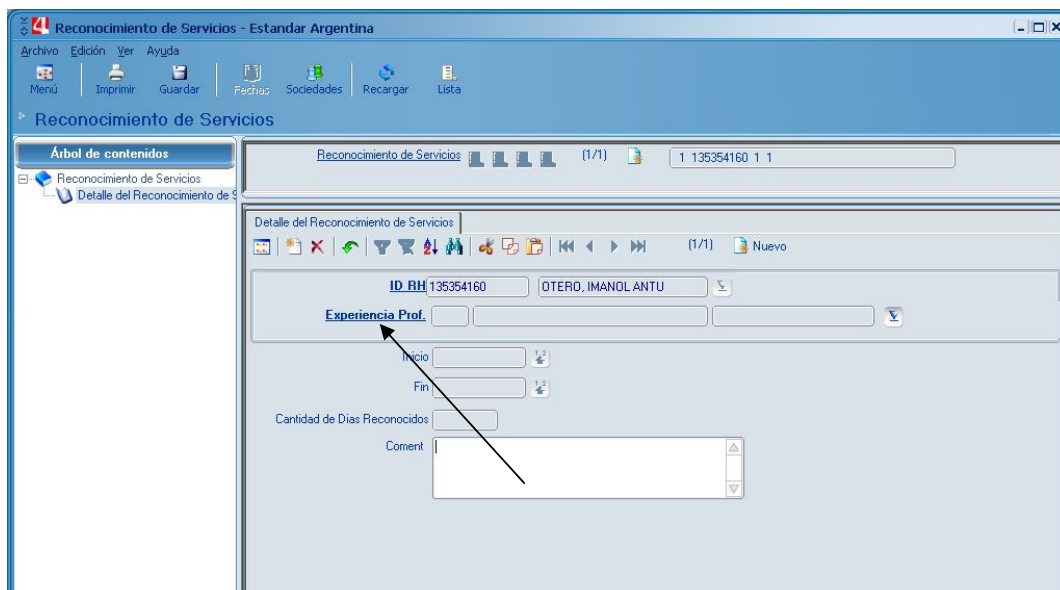 Reconocimiento de Servicios - Estandar Argentina
Archivo Edición Ver Ayuda
Menú Imprimir Guardar Fechas Sociedades Recargar Lista
Reconocimiento de Servicios
Árbol de contenidos
Reconocimiento de Servicios
Detalle del Reconocimiento de S
Reconocimiento de Servicios (1/1) 1 135354160 1 1
Detalle del Reconocimiento de Servicios
(1/1) Nuevo
ID RH 135354160 OTERO, IMANOL ANTU
Experiencia Prof.
Inicio
Fin
Cantidad de Dias Reconocidos
Coment